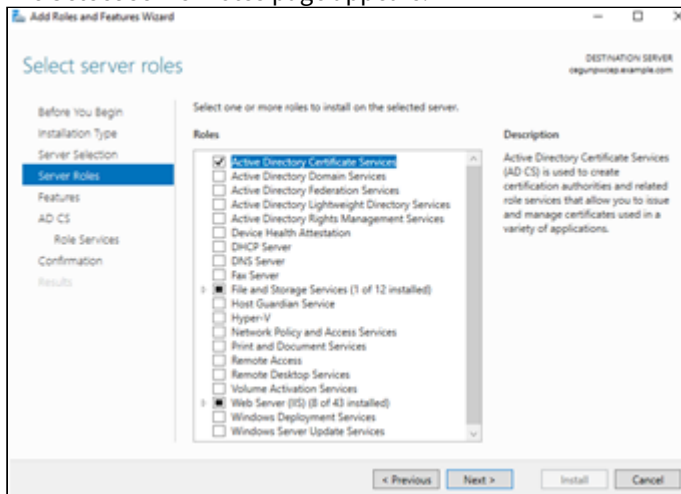 Add Roles and Features Wizard
Select server roles
DESTINATION SERVER
Before You Begin
Installation Type
Server Selection
Server Roles
Features
AD CS
Role Services
Confirmation
Results
Select one or more roles to install on the selected server.
Roles
Active Directory Certificate Services
Active Directory Domain Services
Active Directory Federation Services
Active Directory Lightweight Directory Services
Active Directory Rights Management Services
Device Health Attestation
DHCP Server
DNS Server
Fax Server
File and Storage Services (1 of 12 installed)
Host Guardian Service
Hyper-V
Network Policy and Access Services
Print and Document Services
Remote Access
Remote Desktop Services
Volume Activation Services
Web Server (IIS) (8 of 43 installed)
Windows Deployment Services
Windows Server Update Services
Description
Active Directory Certificate Services
(AD CS) is used to create
certification authorities and related
role services that allow you to issue
and manage certificates used in a
variety of applications.
< Previous
Next >
Install
Cancel